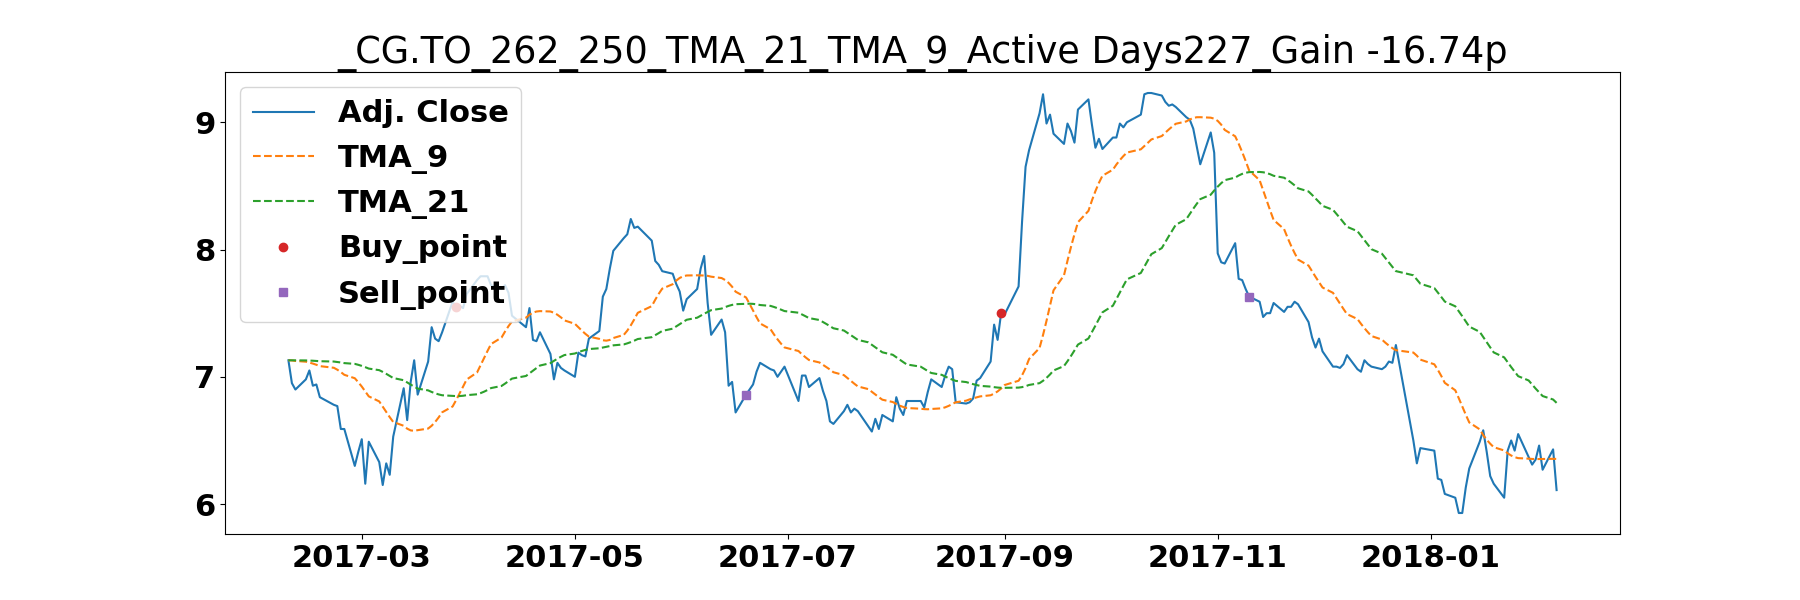 _CG.TO_262_250_TMA_21_TMA_9_Active Days227_Gain -16.74p
Adj. Close
TMA_9
TMA_21
Buy_point
Sell_point
9
8
7
6
2017-03 2017-05 2017-07 2017-09 2017-11 2018-01